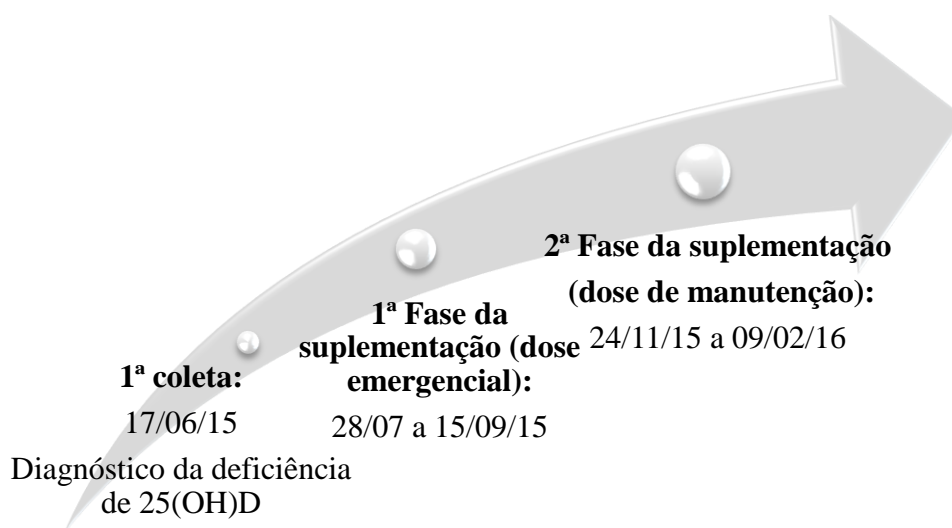 1ª coleta:
17/06/15
Diagnóstico da deficiência
de 25(OH)D
1ª Fase da
suplementação (dose
emergencial):
28/07 a 15/09/15
2ª Fase da suplementação
(dose de manutenção):
24/11/15 a 09/02/16